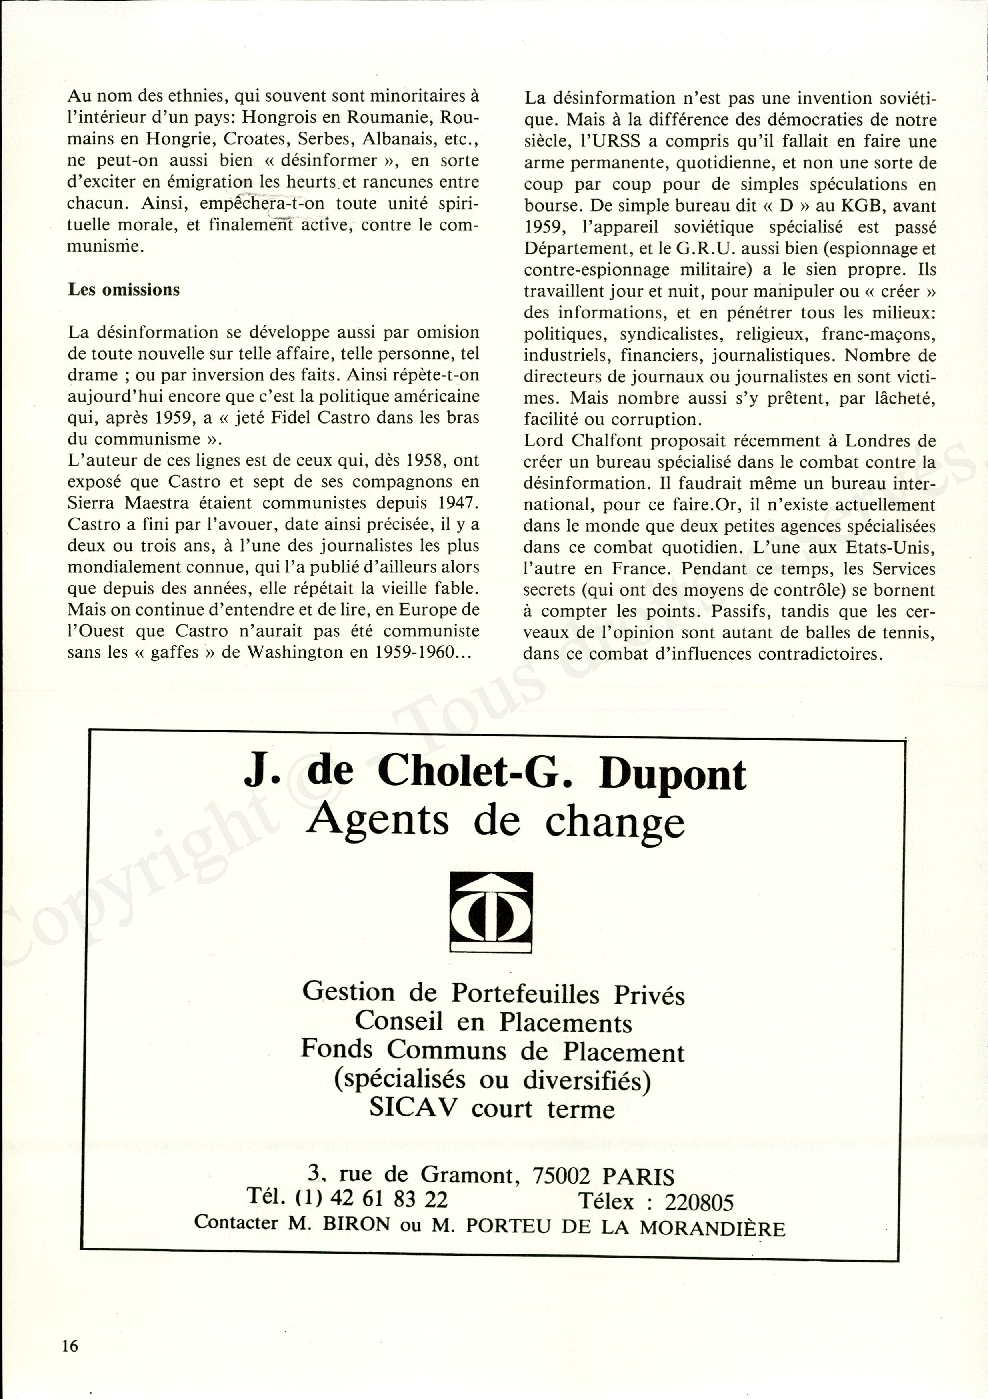 Au nom des ethnies, qui souvent sont minoritaires à
l'intérieur d'un pays: Hongrois en Roumanie, Rou-
mains en Hongrie, Croates, Serbes, Albanais, etc.,
ne peut-on aussi bien « désinformer », en sorte
d'exciter en émigration les heurts et rancunes entre
chacun. Ainsi, empêchera-t-on toute unité spiri-
tuelle morale, et finalement active, contre le com-
munisme.
Les omissions
La désinformation se développe aussi par omision
de toute nouvelle sur telle affaire, telle personne, tel
drame ; ou par inversion des faits. Ainsi répète-t-on
aujourd'hui encore que c'est la politique américaine
qui, après 1959, a « jeté Fidel Castro dans les bras
du communisme ».
L'auteur de ces lignes est de ceux qui, dès 1958, ont
exposé que Castro et sept de ses compagnons en
Sierra Maestra étaient communistes depuis 1947.
Castro a fini par l'avouer, date ainsi précisée, il y a
deux ou trois ans, à l'une des journalistes les plus
mondialement connue, qui l'a publié d'ailleurs alors
que depuis des années, elle répétait la vieille fable.
Mais on continue d'entendre et de lire, en Europe de
l'Ouest que Castro n'aurait pas été communiste
sans les « gaffes » de Washington en 1959-1960...
La désinformation n'est pas une invention soviéti-
que. Mais à la différence des démocraties de notre
siècle, l'URSS a compris qu'il fallait en faire une
arme permanente, quotidienne, et non une sorte de
coup par coup pour de simples spéculations en
bourse. De simple bureau dit « D » au KGB, avant
1959, l'appareil soviétique spécialisé est passé
Département, et le G.R.U. aussi bien (espionnage et
contre-espionnage militaire) a le sien propre. Ils
travaillent jour et nuit, pour manipuler ou « créer »
des informations, et en pénétrer tous les milieux:
politiques, syndicalistes, religieux, franc-maçons,
industriels, financiers, journalistiques. Nombre de
directeurs de journaux ou journalistes en sont victi-
mes. Mais nombre aussi s'y prêtent, par lâcheté,
facilité ou corruption.
Lord Chalfont proposait récemment à Londres de
créer un bureau spécialisé dans le combat contre la
désinformation. Il faudrait même un bureau inter-
national, pour ce faire.Or, il n'existe actuellement
dans le monde que deux petites agences spécialisées
dans ce combat quotidien. L'une aux Etats-Unis,
l'autre en France. Pendant ce temps, les Services
secrets (qui ont des moyens de contrôle) se bornent
à compter les points. Passifs, tandis que les cer-
veaux de l'opinion sont autant de balles de tennis,
dans ce combat d'influences contradictoires.
Copyright © - Tous droits réservés.
J. de Cholet-G. Dupont
Agents de change
Gestion de Portefeuilles Privés
Conseil en Placements
Fonds Communs de Placement
(spécialisés ou diversifiés)
SICAV court terme
3, rue de Gramont, 75002 PARIS
Tél. (1) 42 61 83 22 Télex : 220805
Contacter M. BIRON ou M. PORTEU DE LA MORANDIÈRE
16